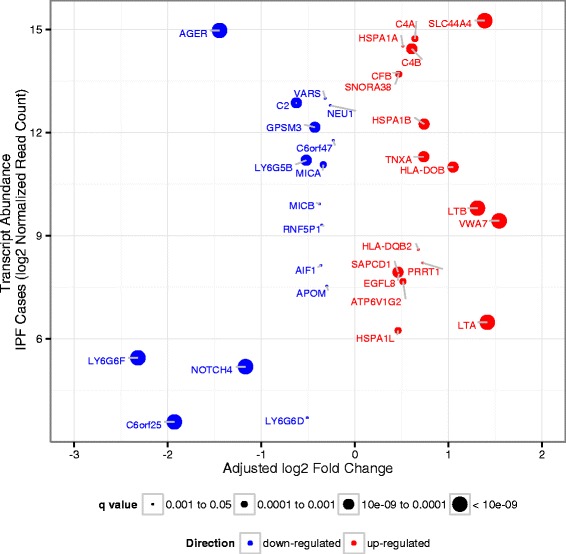 Transcript Abundance
IPF Cases (log2 Normalized Read Count)
15
12
9
6
C4A
SLC44A4
AGER
HSPA1A
C4B
CFB
SNORA38
VARS
C2
NEU1
HSPA1B
GPSM3
C6orf47
TNXA
LY6G5B
HLA-DOB
MICA
MICB
LTB
VWA7
RNF5P1
HLA-DQB2
SAPCD1
PRRT1
AIF1
EGFL8
APOM
ATP6V1G2
LTA
HSPA1L
LY6G6F
NOTCH4
C6orf25
LY6G6D
-3 -2 -1 0 1 2
Adjusted log2 Fold Change
q value 0.001 to 0.05 0.0001 to 0.001 10e-09 to 0.0001 < 10e-09
Direction down-regulated up-regulated